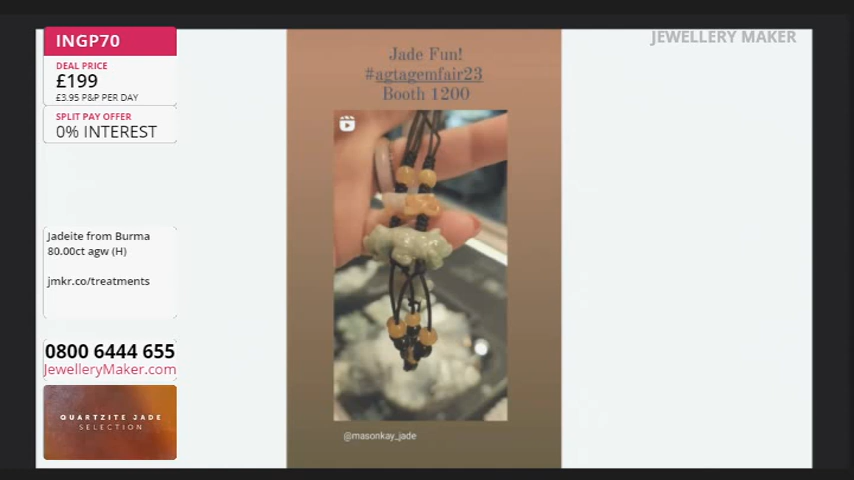 INGP70
DEAL PRICE
£199
£3.95 P&P PER DAY
SPLIT PAY OFFER
0% INTEREST
Jadeite from Burma
80.00ct agw (H)
jmkr.co/treatments
0800 6444 655
JewelleryMaker.com
QUARTZITE JADE
SELECTION
Jade Fun!
#agtagemfair23
Booth 1200
@masonkay_jade
JEWELLERY MAKER